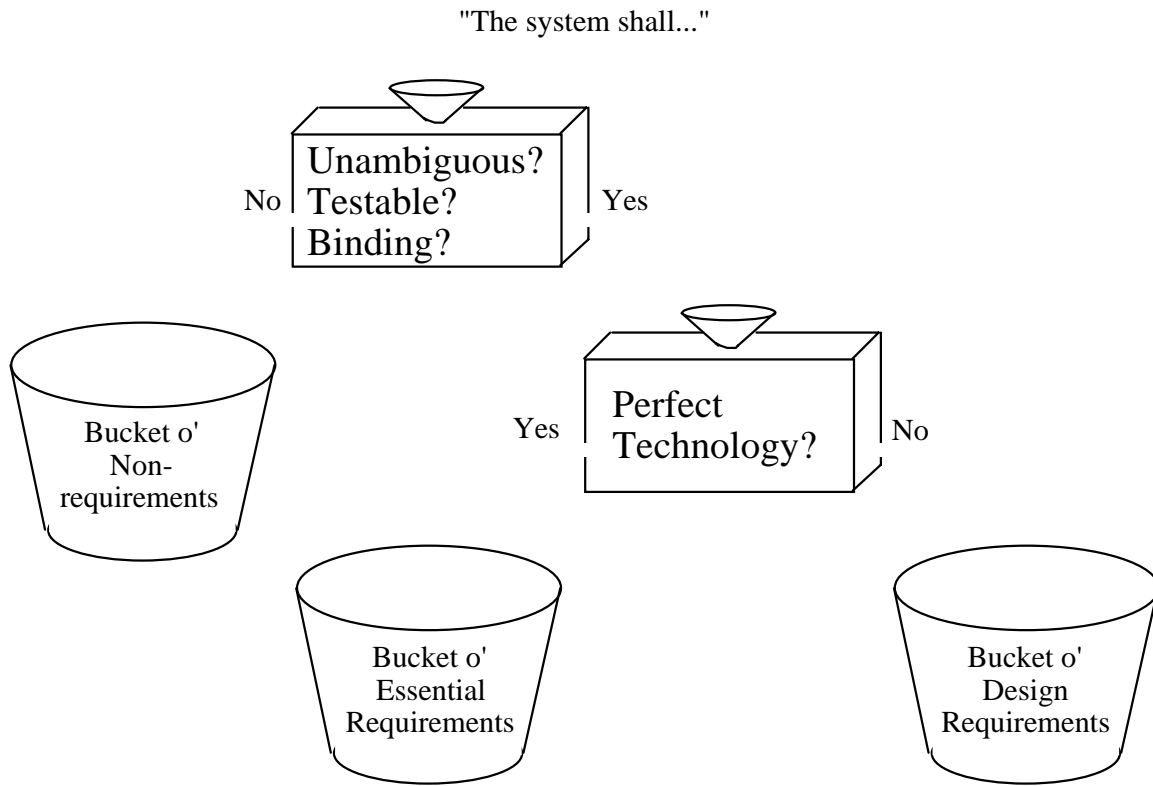 "The system shall..."
Unambiguous?
Testable?
Binding?
No
Yes
Perfect
Technology?
Yes
No
Bucket o'
Non-
requirements
Bucket o'
Essential
Requirements
Bucket o'
Design
Requirements